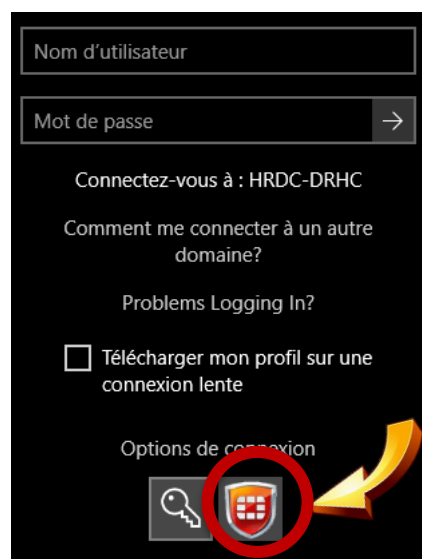 Nom d'utilisateur
Mot de passe
Connectez-vous à : HRDC-DRHC
Comment me connecter à un autre
domaine?
Problems Logging In?
Télécharger mon profil sur une
connexion lente
Options de connexion